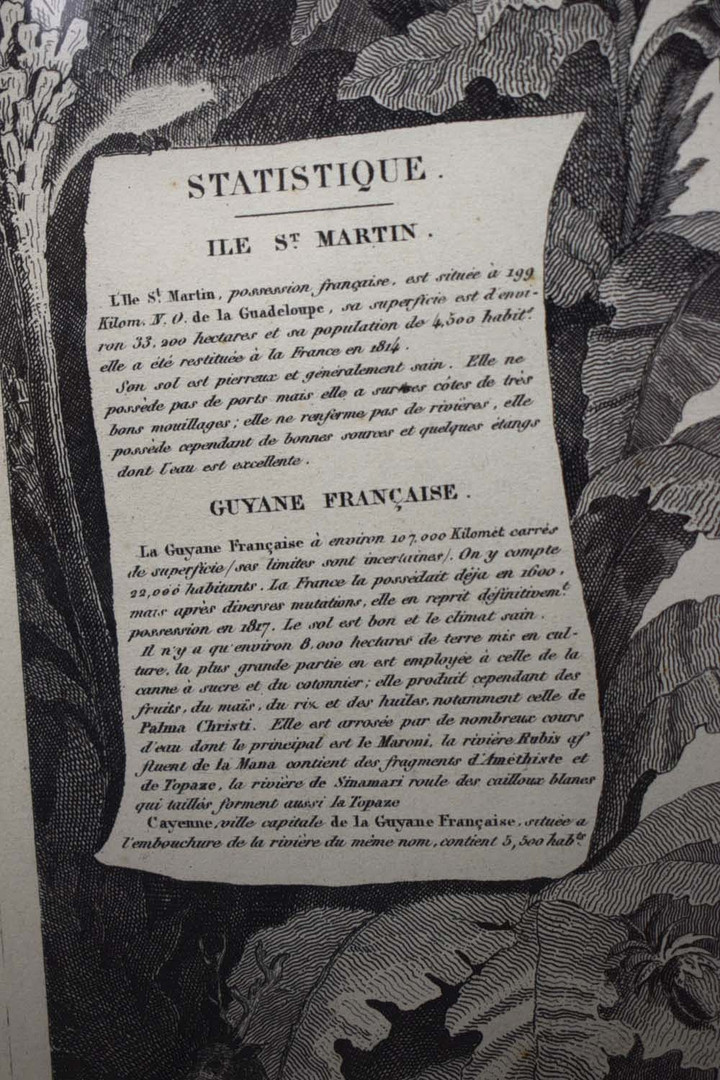 STATISTIQUE.
ILE S.T MARTIN.
L'Ile S.t Martin, possession française, est située à 199
Kilom. N. O. de la Guadeloupe, sa superficie est d'envi-
ron 33,200 hectares et sa population de 4,500 habit.s
elle a été restituée à la France en 1814.
Son sol est pierreux et généralement sain. Elle ne
possède pas de ports mais elle a sur ses côtes de très
bons mouillages; elle ne renferme pas de rivières, elle
possède cependant de bonnes sources et quelques étangs
dont l'eau est excellente.
GUYANE FRANÇAISE.
La Guyane Française à environ 107,000 Kilomèt carrés
de superficie (ses limites sont incertaines). On y compte
22,000 habitants. La France la possédait déja en 1600,
mais après diverses mutations, elle en reprit définitivem.t
possession en 1817. Le sol est bon et le climat sain.
Il n'y a qu'environ 8,000 hectares de terre mis en cul-
ture, la plus grande partie en est employée à celle de la
canne à sucre et du cotonnier; elle produit cependant des
fruits, du maïs, du riz et des huiles, notamment celle de
Palma Christi. Elle est arrosée par de nombreux cours
d'eau dont le principal est le Maroni, la rivière Rubis af
fluent de la Mana contient des fragments d'Améthiste et
de Topaze, la rivière de Sinamari roule des cailloux blancs
qui taillés forment aussi la Topaze
Cayenne, ville capitale de la Guyane Française, située a
l'embouchure de la rivière du même nom, contient 5,500 hab.ts